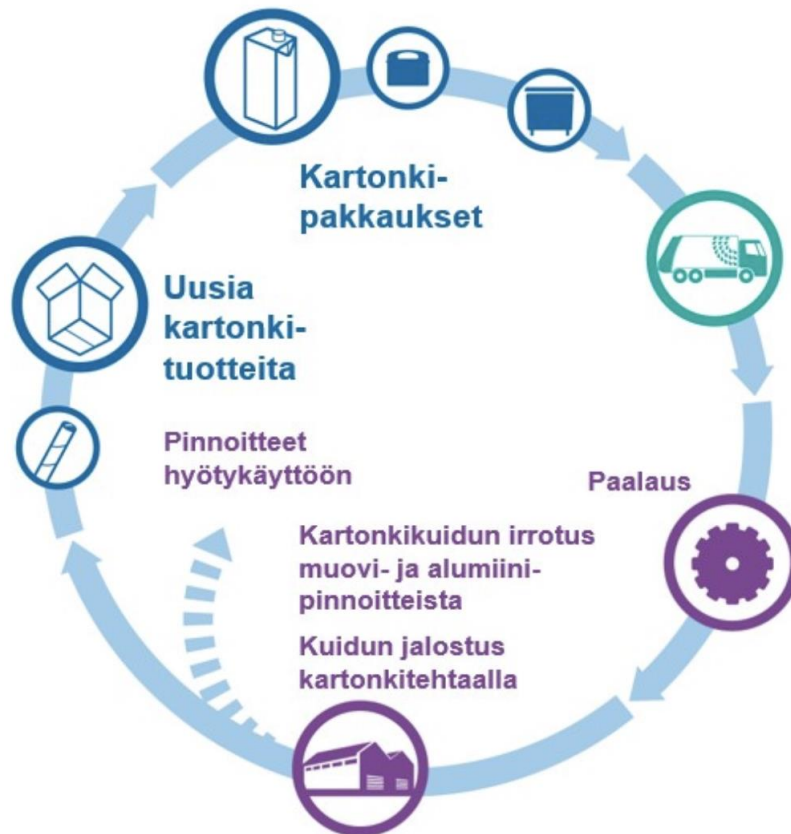 Kartonki-
pakkaukset
Uusia
kartonki-
tuotteita
Pinnoitteet
hyötykäyttöön
Paalaus
Kartonkikuidun irrotus
muovi- ja alumiini-
pinnoitteista
Kuidun jalostus
kartonkitehtaalla